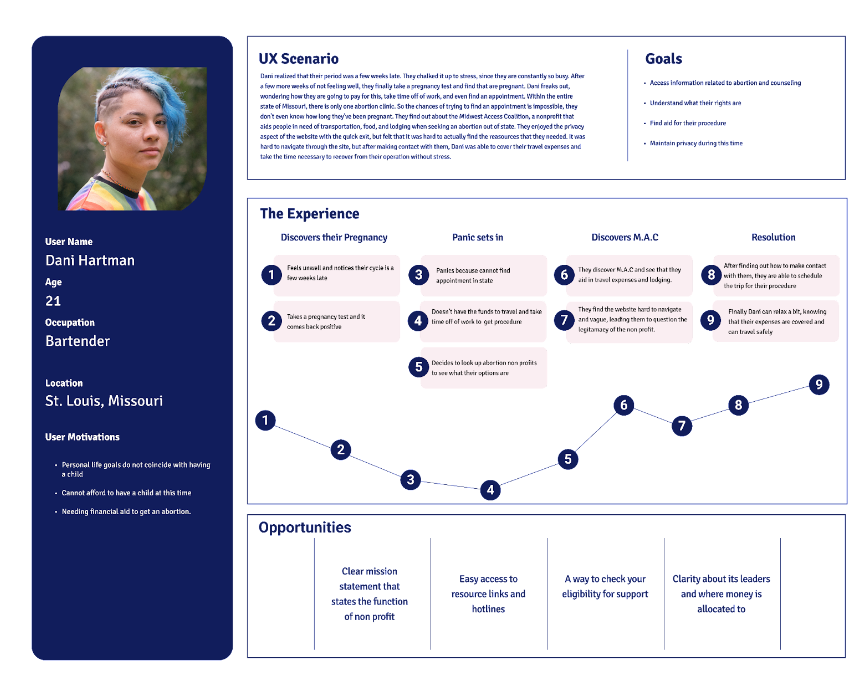 User Name
Dani Hartman
Age
21
Occupation
Bartender
Location
St. Louis, Missouri
User Motivations
• Personal life goals do not coincide with having
a child
• Cannot afford to have a child at this time
• Needing financial aid to get an abortion.
UX Scenario
Dani realized that their period was a few weeks late. They chalked it up to stress, since they are constantly so busy. After
a few more weeks of not feeling well, they finally take a pregnancy test and find that are pregnant. Dani freaks out,
wondering how they are going to pay for this, take time off of work, and even find an appointment. Within the entire
state of Missouri, there is only one abortion clinic. So the chances of trying to find an appointment is impossible, they
don't even know how long they've been pregnant. They find out about the Midwest Access Coalition, a nonprofit that
aids people in need of transportation, food, and lodging when seeking an abortion out of state. They enjoyed the privacy
aspect of the website with the quick exit, but felt that it was hard to actually find the reasources that they needed. It was
hard to navigate through the site, but after making contact with them, Dani was able to cover their travel expenses and
take the time necessary to recover from their operation without stress.
Goals
• Access information related to abortion and counseling
• Understand what their rights are
• Find aid for their procedure
• Maintain privacy during this time
The Experience
Discovers their Pregnancy
1
Feels unwell and notices their cycle is a
few weeks late
2
Takes a pregnancy test and it
comes back positive
Panic sets in
3
Panics because cannot find
appointment in state
4
Doesn't have the funds to travel and take
time off of work to get procedure
5
Decides to look up abortion non profits
to see what their options are
Discovers M.A.C
6
They discover M.A.C and see that they
aid in travel expenses and lodging.
7
They find the website hard to navigate
and vague, leading them to question the
legitamacy of the non profit.
Resolution
8
After finding out how to make contact
with them, they are able to schedule
the trip for their procedure
9
Finally Dani can relax a bit, knowing
that their expenses are covered and
can travel safely
1
2
3
4
5
6
7
8
9
Opportunities
Clear mission
statement that
states the function
of non profit
Easy access to
resource links and
hotlines
A way to check your
eligibility for support
Clarity about its leaders
and where money is
allocated to